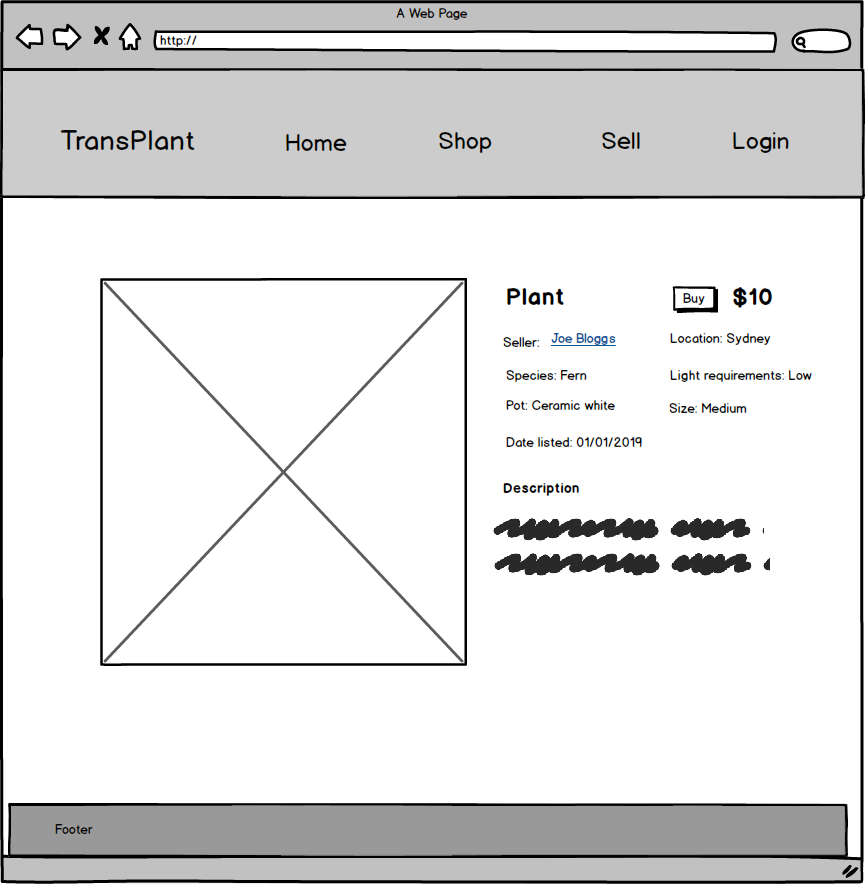 A Web Page
http://
TransPlant Home Shop Sell Login
Plant Buy $10
Seller: Joe Bloggs Location: Sydney
Species: Fern Light requirements: Low
Pot: Ceramic white Size: Medium
Date listed: 01/01/2019
Description
Footer